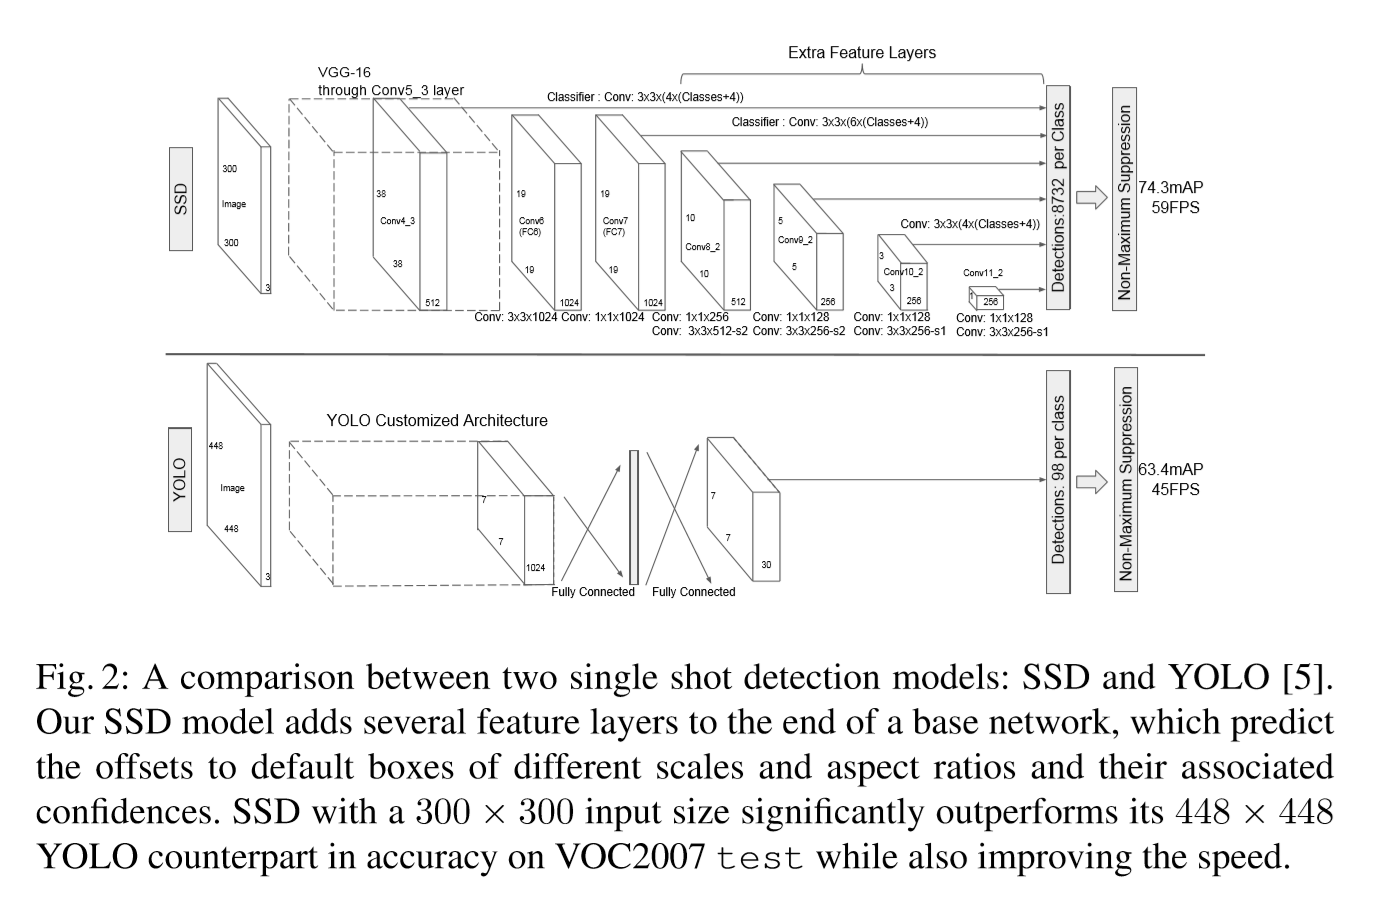 Extra Feature Layers
VGG-16
through Conv5_3 layer
Classifier : Conv: 3x3x(4x(Classes+4))
Classifier : Conv: 3x3x(6x(Classes+4))
SSD
300
Image
300
3
38
Conv4_3
38
512
19
Conv6
(FC6)
19
1024
19
Conv7
(FC7)
19
1024
10
Conv8_2
10
512
5
Conv9_2
5
256
Conv: 3x3x(4x(Classes+4))
3
Conv10_2
3
256
Conv11_2
1
256
Conv: 3x3x1024 Conv: 1x1x1024 Conv: 1x1x256 Conv: 1x1x128 Conv: 1x1x128 Conv: 1x1x128
Conv: 3x3x512-s2 Conv: 3x3x256-s2 Conv: 3x3x256-s1 Conv: 3x3x256-s1
Detections:8732 per Class
Non-Maximum Suppression
74.3mAP
59FPS
YOLO
448
Image
448
3
YOLO Customized Architecture
7
7
1024
Fully Connected Fully Connected
7
7
30
Detections: 98 per class
Non-Maximum Suppression
63.4mAP
45FPS
Fig. 2: A comparison between two single shot detection models: SSD and YOLO [5].
Our SSD model adds several feature layers to the end of a base network, which predict
the offsets to default boxes of different scales and aspect ratios and their associated
confidences. SSD with a 300 × 300 input size significantly outperforms its 448 × 448
YOLO counterpart in accuracy on VOC2007 test while also improving the speed.